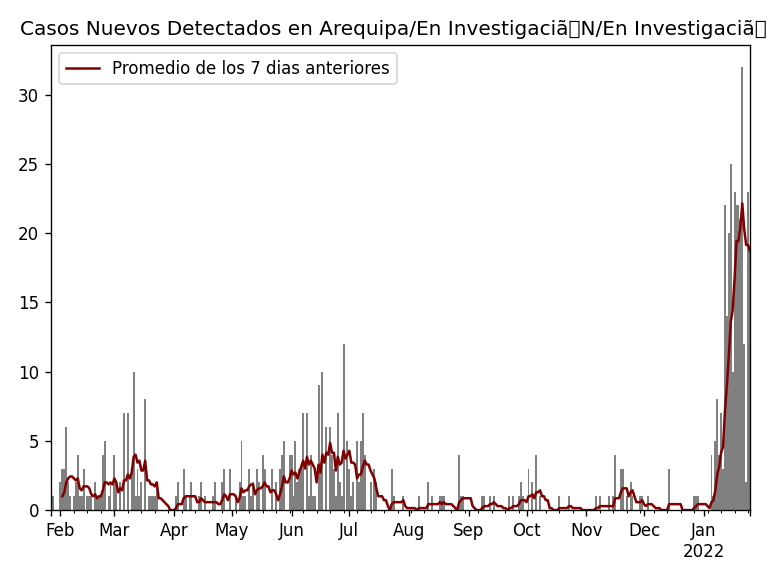 Casos Nuevos Detectados en Arequipa/En Investigaciã▯N/En Investigaciã▯
Promedio de los 7 dias anteriores
30
25
20
15
10
5
0
Feb Mar Apr May Jun Jul Aug Sep Oct Nov Dec Jan
2022